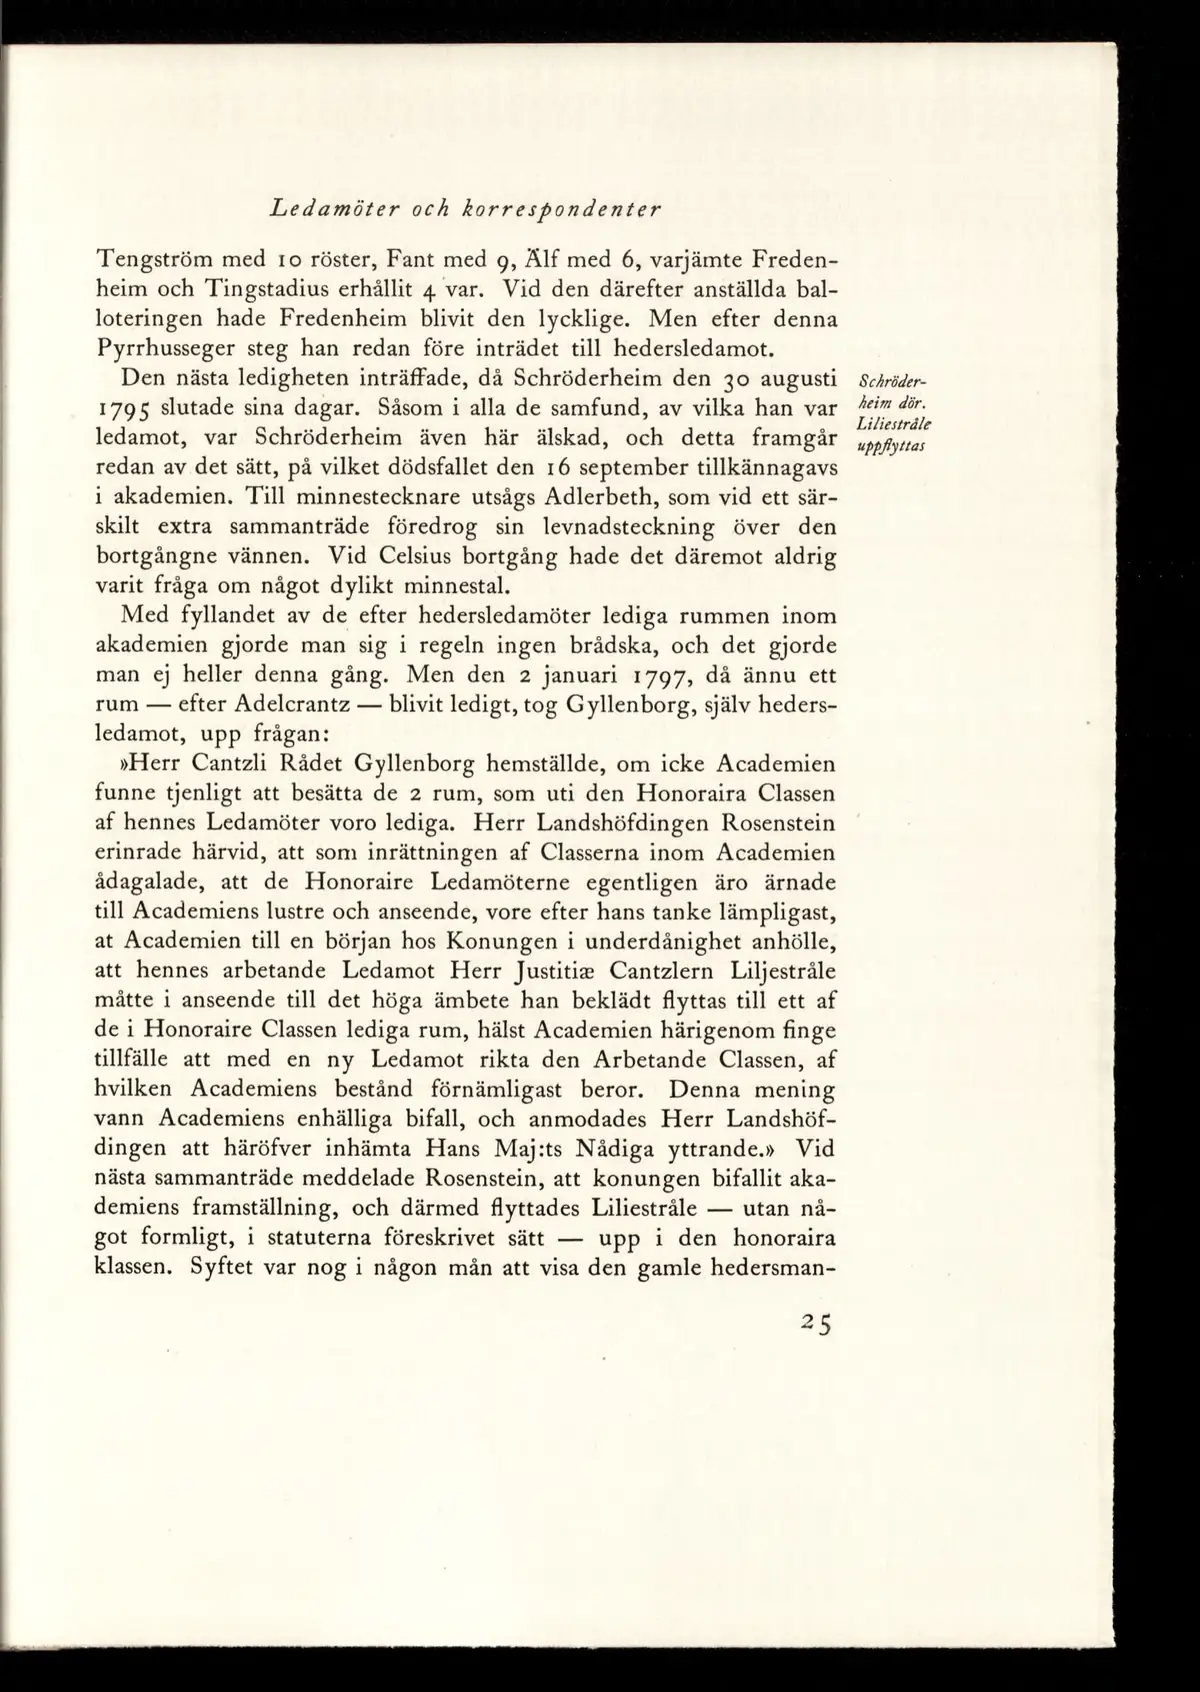 Ledamöter och korrespondenter
Tengström med 10 röster, Fant med 9, Älf med 6, varjämte Freden-
heim och Tingstadius erhållit 4 var. Vid den därefter anställda bal-
loteringen hade Fredenheim blivit den lycklige. Men efter denna
Pyrrhusseger steg han redan före inträdet till hedersledamot.
Den nästa ledigheten inträffade, då Schröderheim den 30 augusti
1795 slutade sina dagar. Såsom i alla de samfund, av vilka han var
ledamot, var Schröderheim även här älskad, och detta framgår
redan av det sätt, på vilket dödsfallet den 16 september tillkännagavs
i akademien. Till minnestecknare utsågs Adlerbeth, som vid ett sär-
skilt extra sammanträde föredrog sin levnadsteckning över den
bortgångne vännen. Vid Celsius bortgång hade det däremot aldrig
varit fråga om något dylikt minnestal.
Schröder-
heim dör.
Liliestråle
uppflyttas
Med fyllandet av de efter hedersledamöter lediga rummen inom
akademien gjorde man sig i regeln ingen brådska, och det gjorde
man ej heller denna gång. Men den 2 januari 1797, då ännu ett
rum — efter Adelcrantz — blivit ledigt, tog Gyllenborg, själv heders-
ledamot, upp frågan:
»Herr Cantzli Rådet Gyllenborg hemställde, om icke Academien
funne tjenligt att besätta de 2 rum, som uti den Honoraira Classen
af hennes Ledamöter voro lediga. Herr Landshöfdingen Rosenstein
erinrade härvid, att som inrättningen af Classerna inom Academien
ådagalade, att de Honoraire Ledamöterne egentligen äro ärnade
till Academiens lustre och anseende, vore efter hans tanke lämpligast,
at Academien till en början hos Konungen i underdånighet anhölle,
att hennes arbetande Ledamot Herr Justitiæ Cantzlern Liljestråle
måtte i anseende till det höga ämbete han beklädt flyttas till ett af
de i Honoraire Classen lediga rum, hälst Academien härigenom finge
tillfälle att med en ny Ledamot rikta den Arbetande Classen, af
hvilken Academiens bestånd förnämligast beror. Denna mening
vann Academiens enhälliga bifall, och anmodades Herr Landshöf-
dingen att häröfver inhämta Hans Maj:ts Nådiga yttrande.» Vid
nästa sammanträde meddelade Rosenstein, att konungen bifallit aka-
demiens framställning, och därmed flyttades Liliestråle — utan nå-
got formligt, i statuterna föreskrivet sätt — upp i den honoraira
klassen. Syftet var nog i någon mån att visa den gamle hedersman-
25